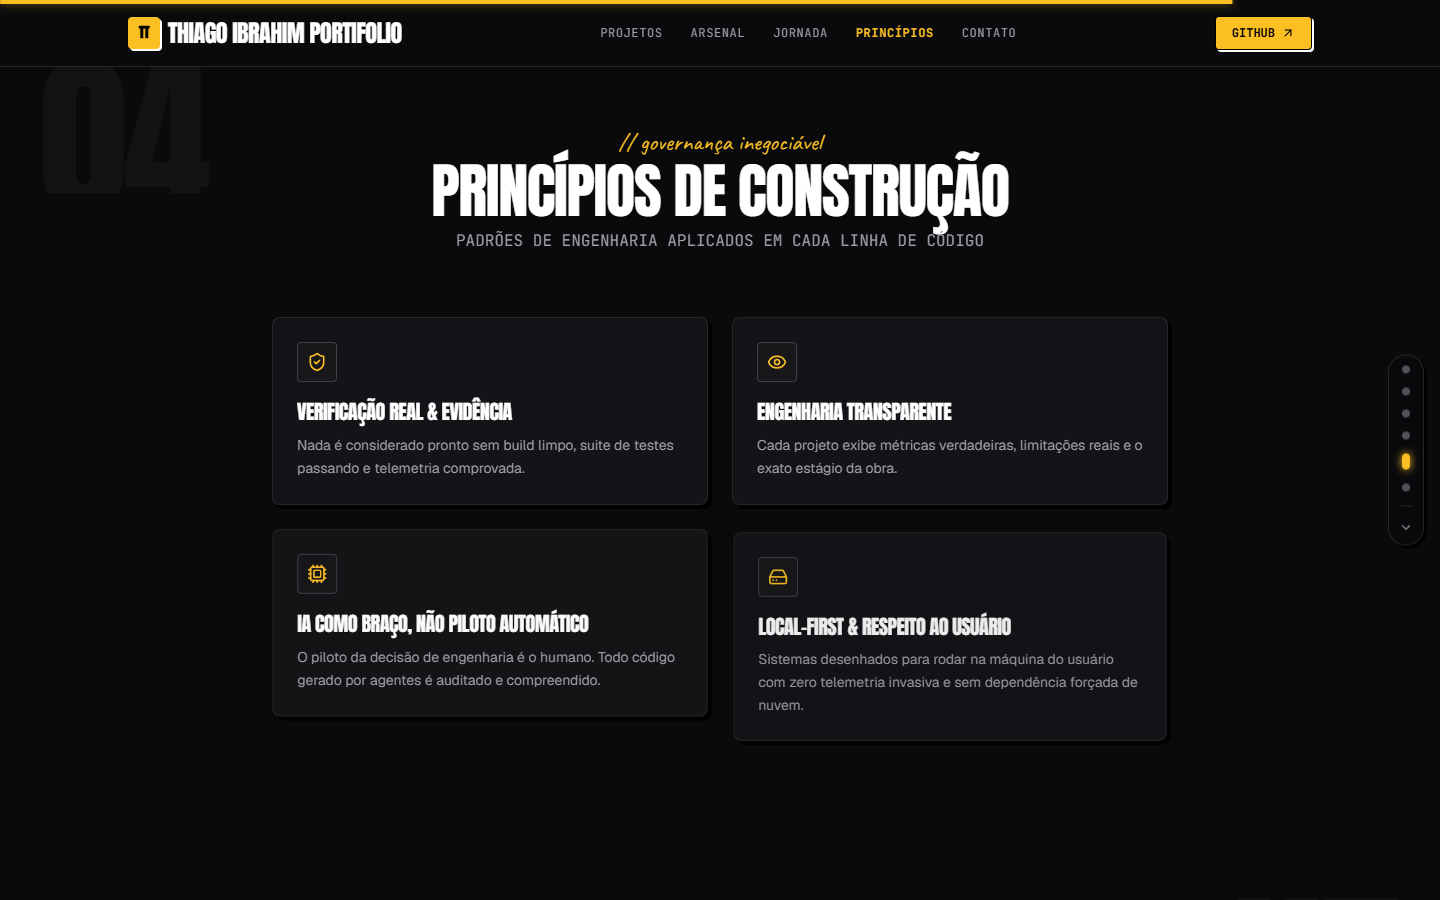 TT THIAGO IBRAHIM PORTIFOLIO
PROJETOS ARSENAL JORNADA PRINCÍPIOS CONTATO
GITHUB
04
// governança inegociável
PRINCÍPIOS DE CONSTRUÇÃO
PADRÕES DE ENGENHARIA APLICADOS EM CADA LINHA DE CÓDIGO
VERIFICAÇÃO REAL & EVIDÊNCIA
Nada é considerado pronto sem build limpo, suite de testes
passando e telemetria comprovada.
ENGENHARIA TRANSPARENTE
Cada projeto exibe métricas verdadeiras, limitações reais e o
exato estágio da obra.
IA COMO BRAÇO, NÃO PILOTO AUTOMÁTICO
O piloto da decisão de engenharia é o humano. Todo código
gerado por agentes é auditado e compreendido.
LOCAL-FIRST & RESPEITO AO USUÁRIO
Sistemas desenhados para rodar na máquina do usuário
com zero telemetria invasiva e sem dependência forçada de
nuvem.